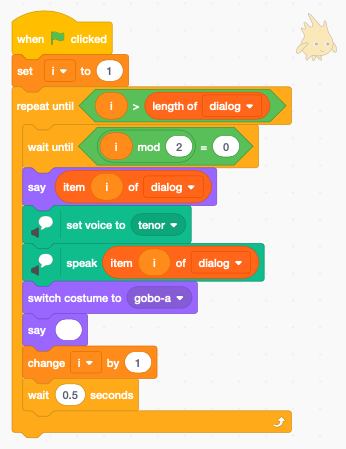 when clicked
set i to 1
repeat until i > length of dialog
wait until i mod 2 = 0
say item i of dialog
set voice to tenor
speak item i of dialog
switch costume to gobo-a
say
change i by 1
wait 0.5 seconds